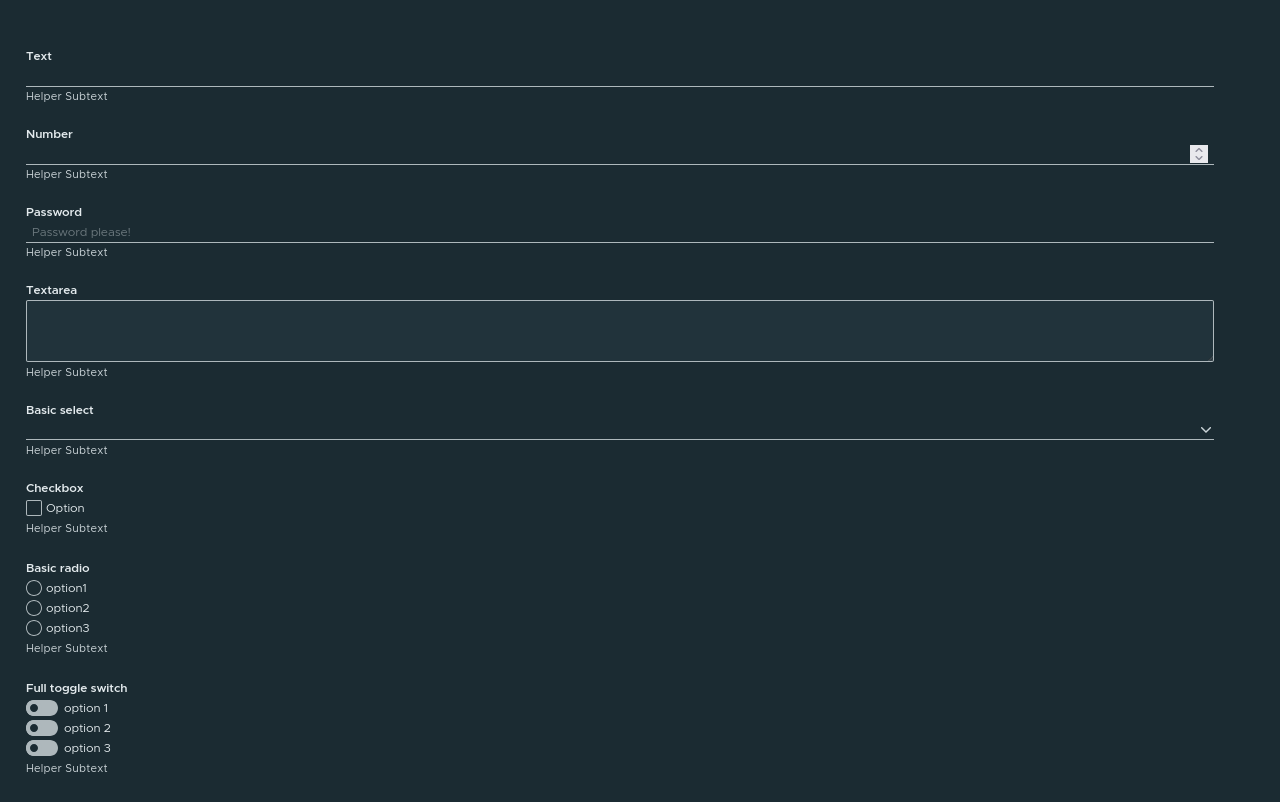 Text
Helper Subtext
Number
Helper Subtext
Password
Password please!
Helper Subtext
Textarea
Helper Subtext
Basic select
Helper Subtext
Checkbox
Option
Helper Subtext
Basic radio
option1
option2
option3
Helper Subtext
Full toggle switch
option 1
option 2
option 3
Helper Subtext